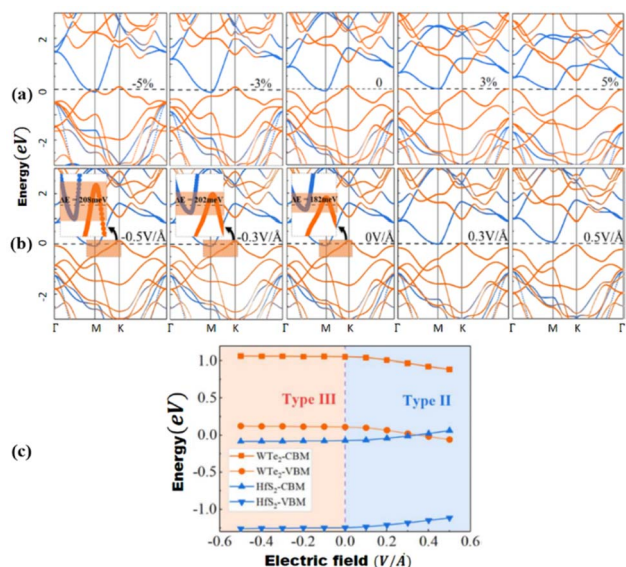 2
-5%
-3%
0
3%
5%
(a)
0
-2
Energy(eV)
2
ΔE = 208meV
ΔE = 202meV
ΔE = 182meV
-0.5V/Å
-0.3V/Å
0V/Å
0.3V/Å
0.5V/Å
(b)
0
-2
Γ M K Γ M K Γ M K Γ M K Γ M K Γ
1.0
Type III
Type II
0.5
(c)
Energy(eV)
0.0
WTe₂-CBM
WTe₂-VBM
HfS₂-CBM
HfS₂-VBM
-0.5
-1.0
-0.6 -0.4 -0.2 0.0 0.2 0.4 0.6
Electric field (V/Å)